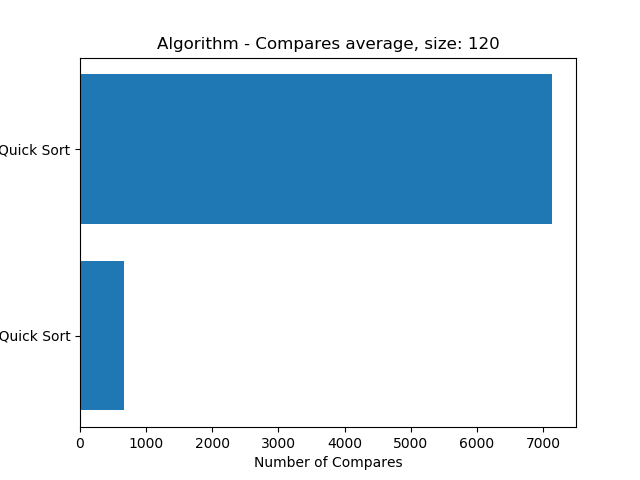 Algorithm - Compares average, size: 120
Quick Sort
Quick Sort
0 1000 2000 3000 4000 5000 6000 7000
Number of Compares